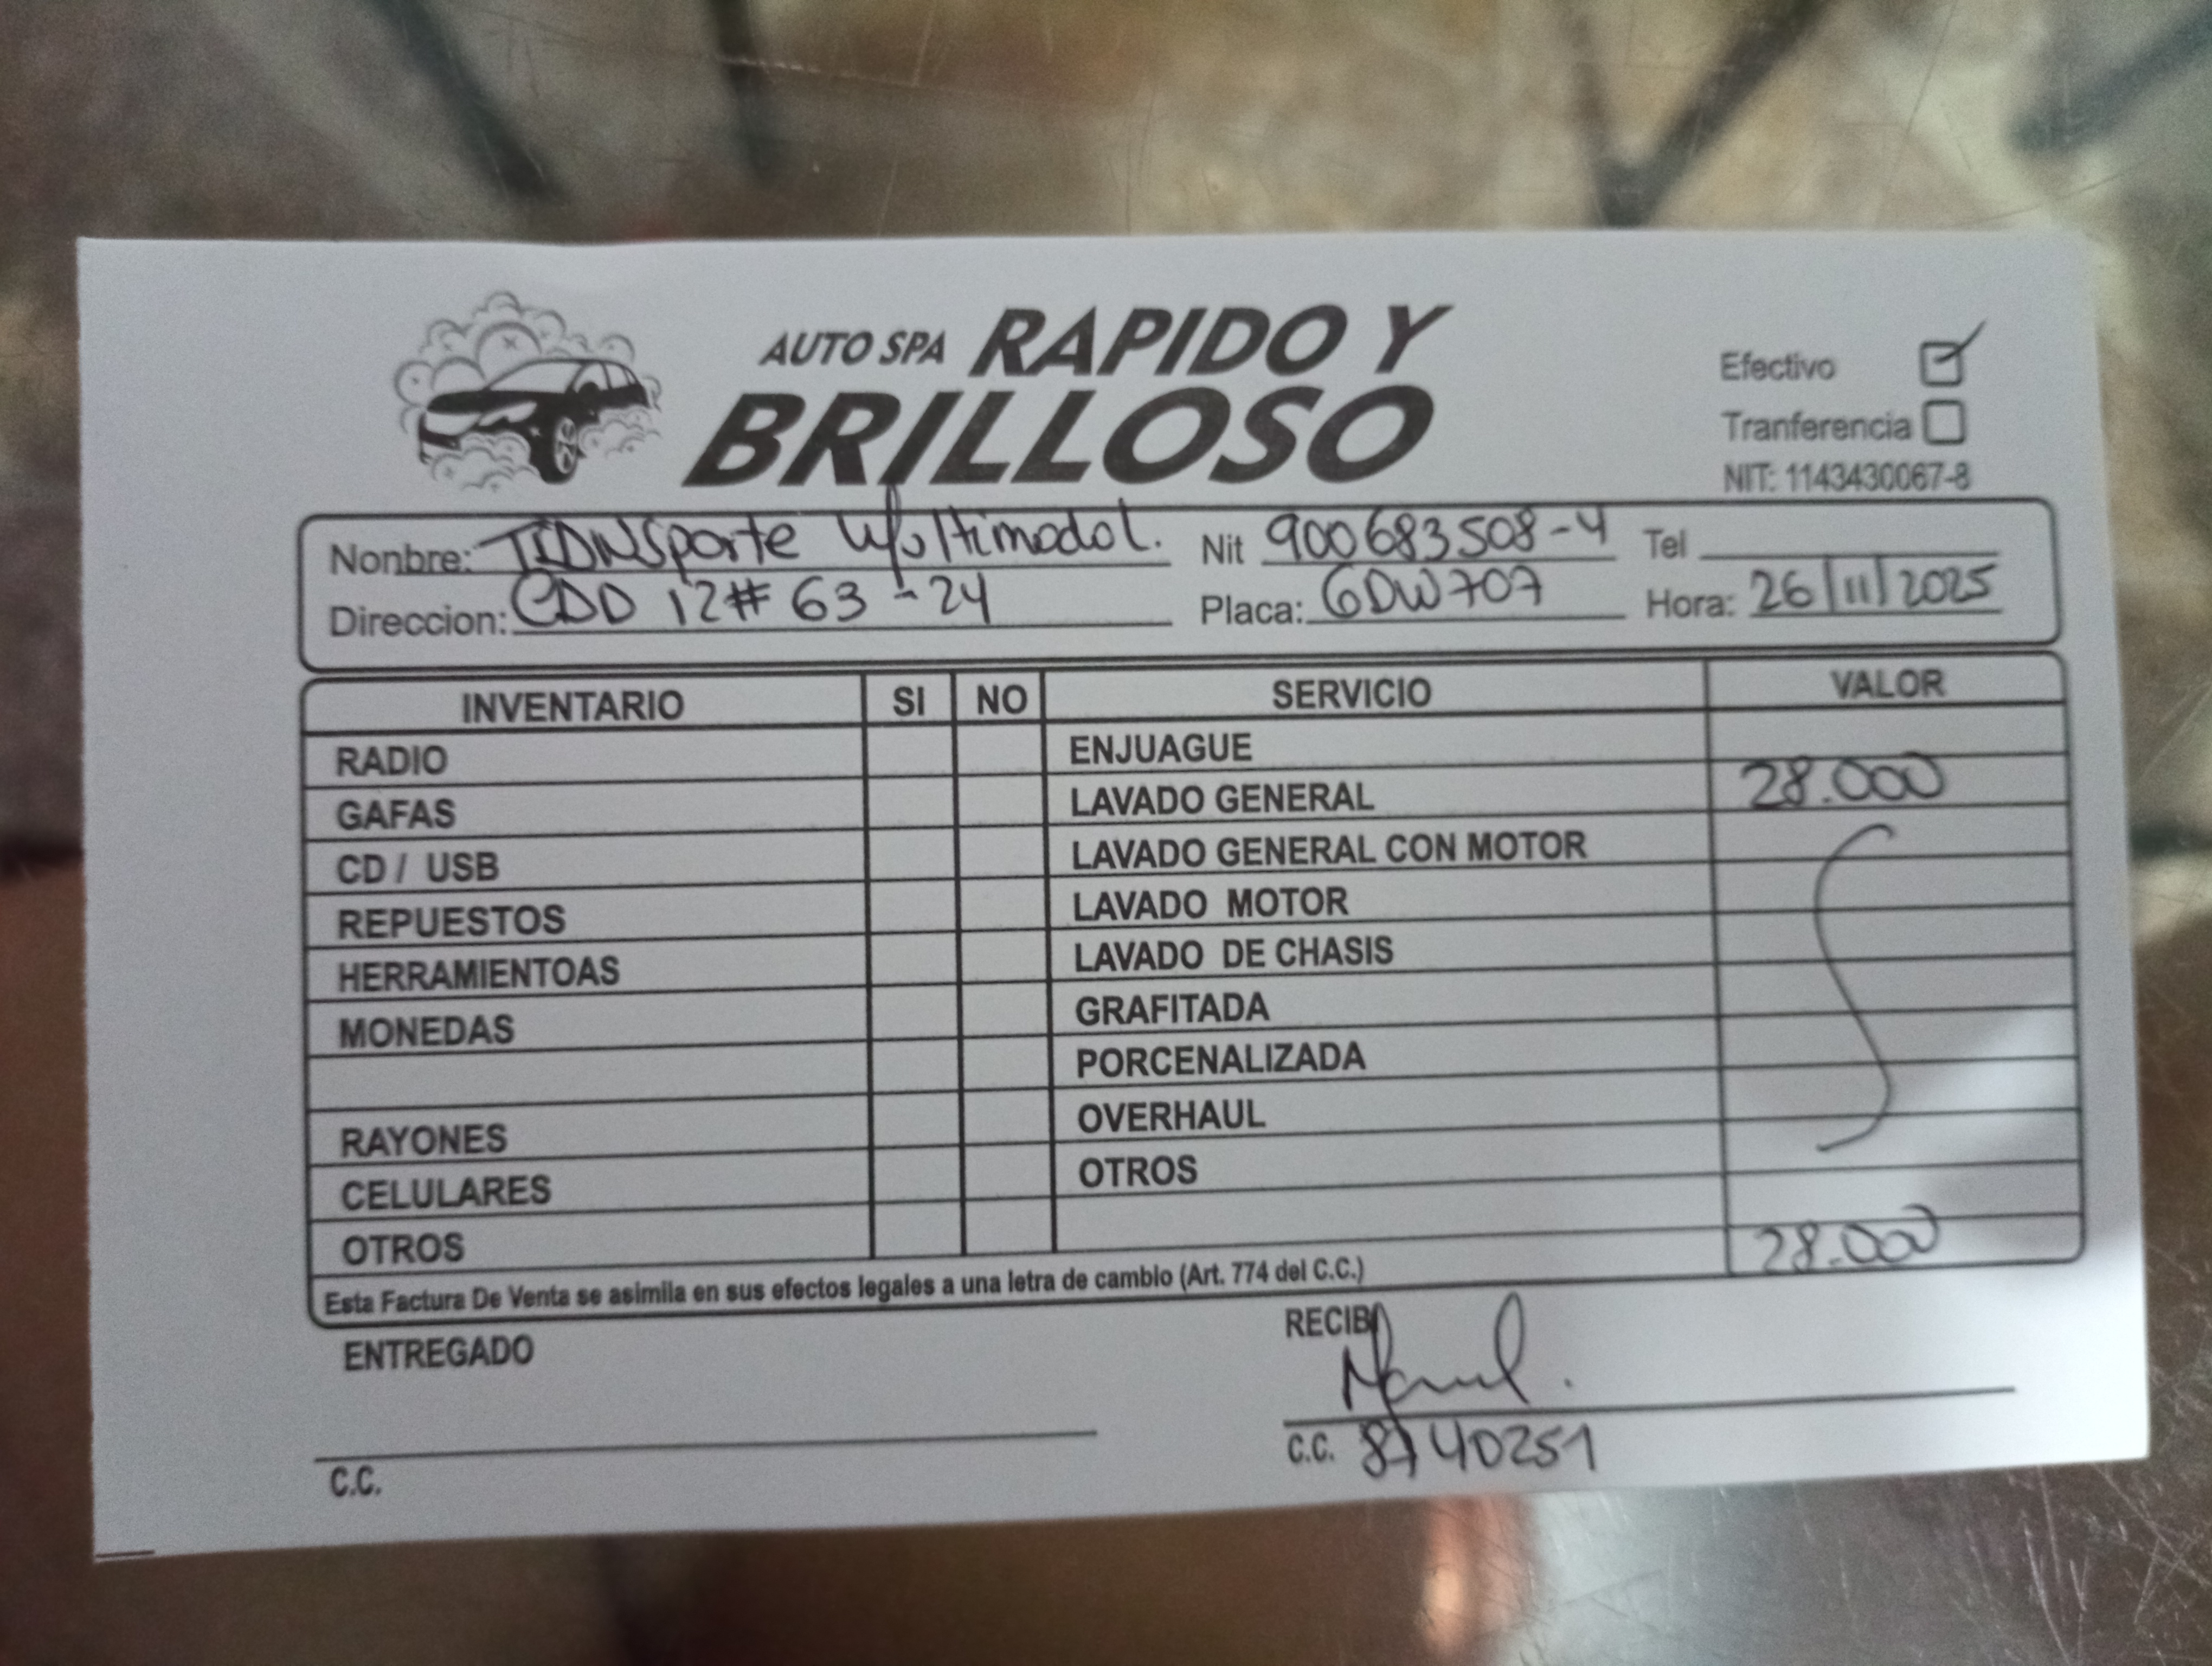 AUTO SPA RAPIDO Y
BRILLOSO
Efectivo
Tranferencia
NIT: 1143430067-8
Nonbre: Transporte Multimodal. Nit 900683508-4 Tel
Direccion: 12# 63 - 24 Placa: GDW707 Hora: 26/11/2025
INVENTARIO SI NO SERVICIO VALOR
RADIO ENJUAGUE
GAFAS LAVADO GENERAL 28.000
CD / USB LAVADO GENERAL CON MOTOR
REPUESTOS LAVADO MOTOR
HERRAMIENTOAS LAVADO DE CHASIS
MONEDAS GRAFITADA
PORCENALIZADA
RAYONES OVERHAUL
CELULARES OTROS
OTROS 28.000
Esta Factura De Venta se asimila en sus efectos legales a una letra de cambio (Art. 774 del C.C.)
ENTREGADO RECIBI
C.C. C.C. 8740251